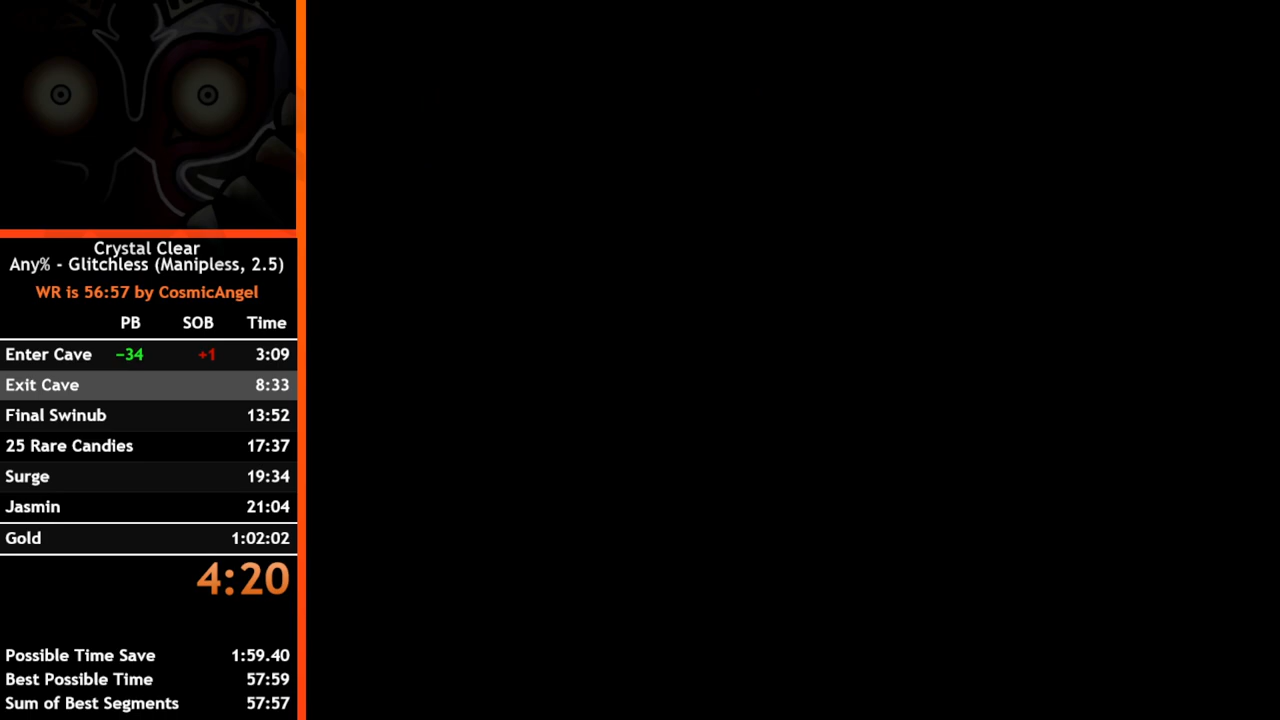 Crystal Clear
Any% - Glitchless (Manipless, 2.5)
WR is 56:57 by CosmicAngel
PB SOB Time
Enter Cave −34 +1 3:09
Exit Cave 8:33
Final Swinub 13:52
25 Rare Candies 17:37
Surge 19:34
Jasmin 21:04
Gold 1:02:02
4:20
Possible Time Save 1:59.40
Best Possible Time 57:59
Sum of Best Segments 57:57